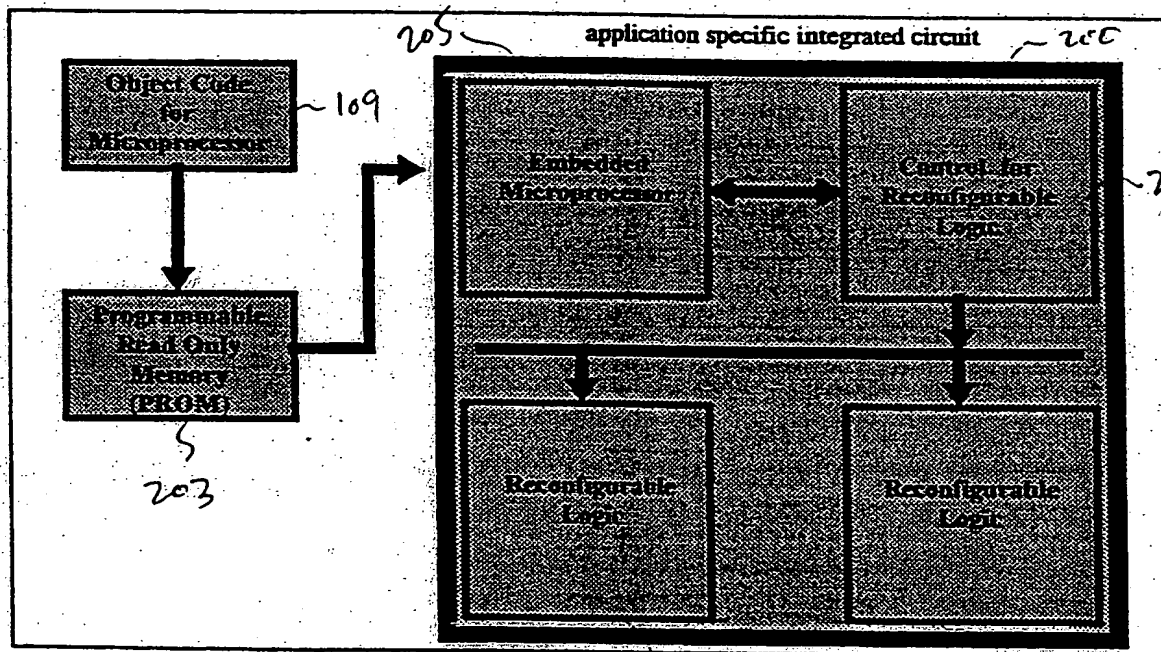 205
application specific integrated circuit
Object Code
for
Microprocessor
109
Embedded
Microprocessor
Control for
Reconfigurable
Logic
Programmable
Read Only
Memory
(PROM)
203
Reconfigurable
Logic
Reconfigurable
Logic